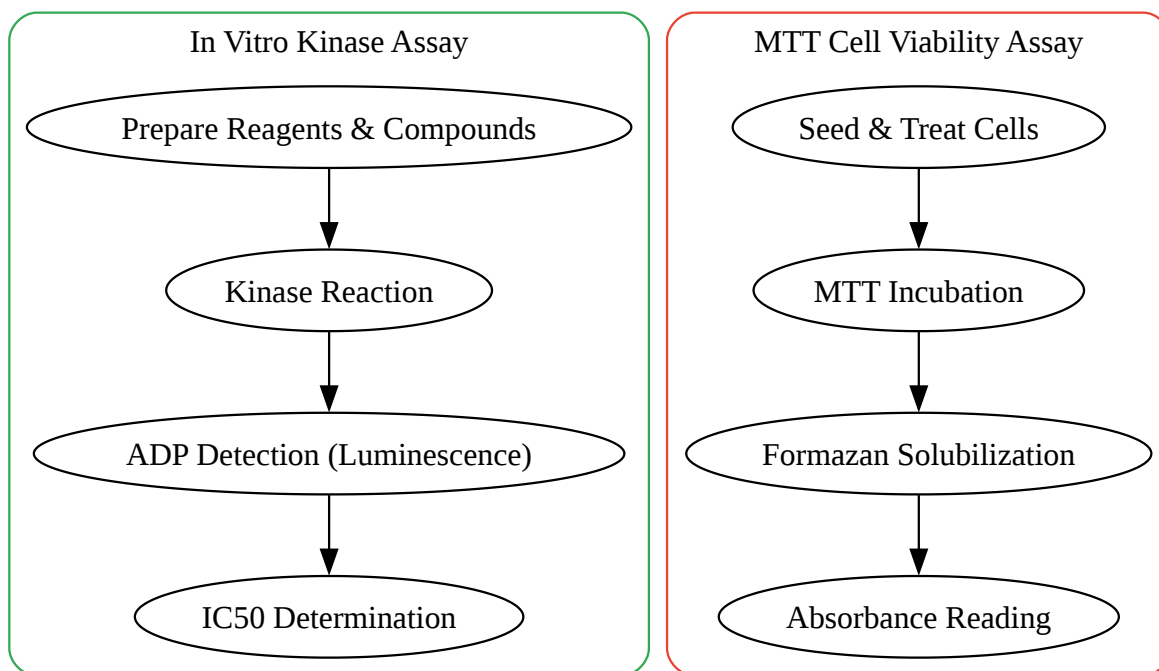 In Vitro Kinase Assay
Prepare Reagents & Compounds
Kinase Reaction
ADP Detection (Luminescence)
IC50 Determination
MTT Cell Viability Assay
Seed & Treat Cells
MTT Incubation
Formazan Solubilization
Absorbance Reading